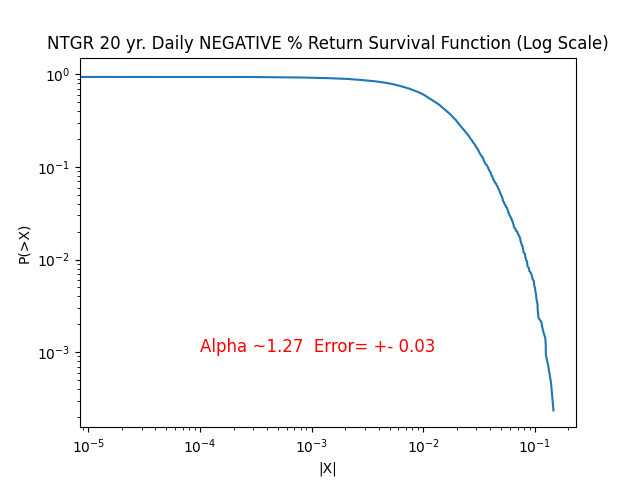 NTGR 20 yr. Daily NEGATIVE % Return Survival Function (Log Scale)
10⁰
10⁻¹
P(>X)
10⁻²
Alpha ~1.27  Error= +- 0.03
10⁻³
10⁻⁵ 10⁻⁴ 10⁻³ 10⁻² 10⁻¹
|X|